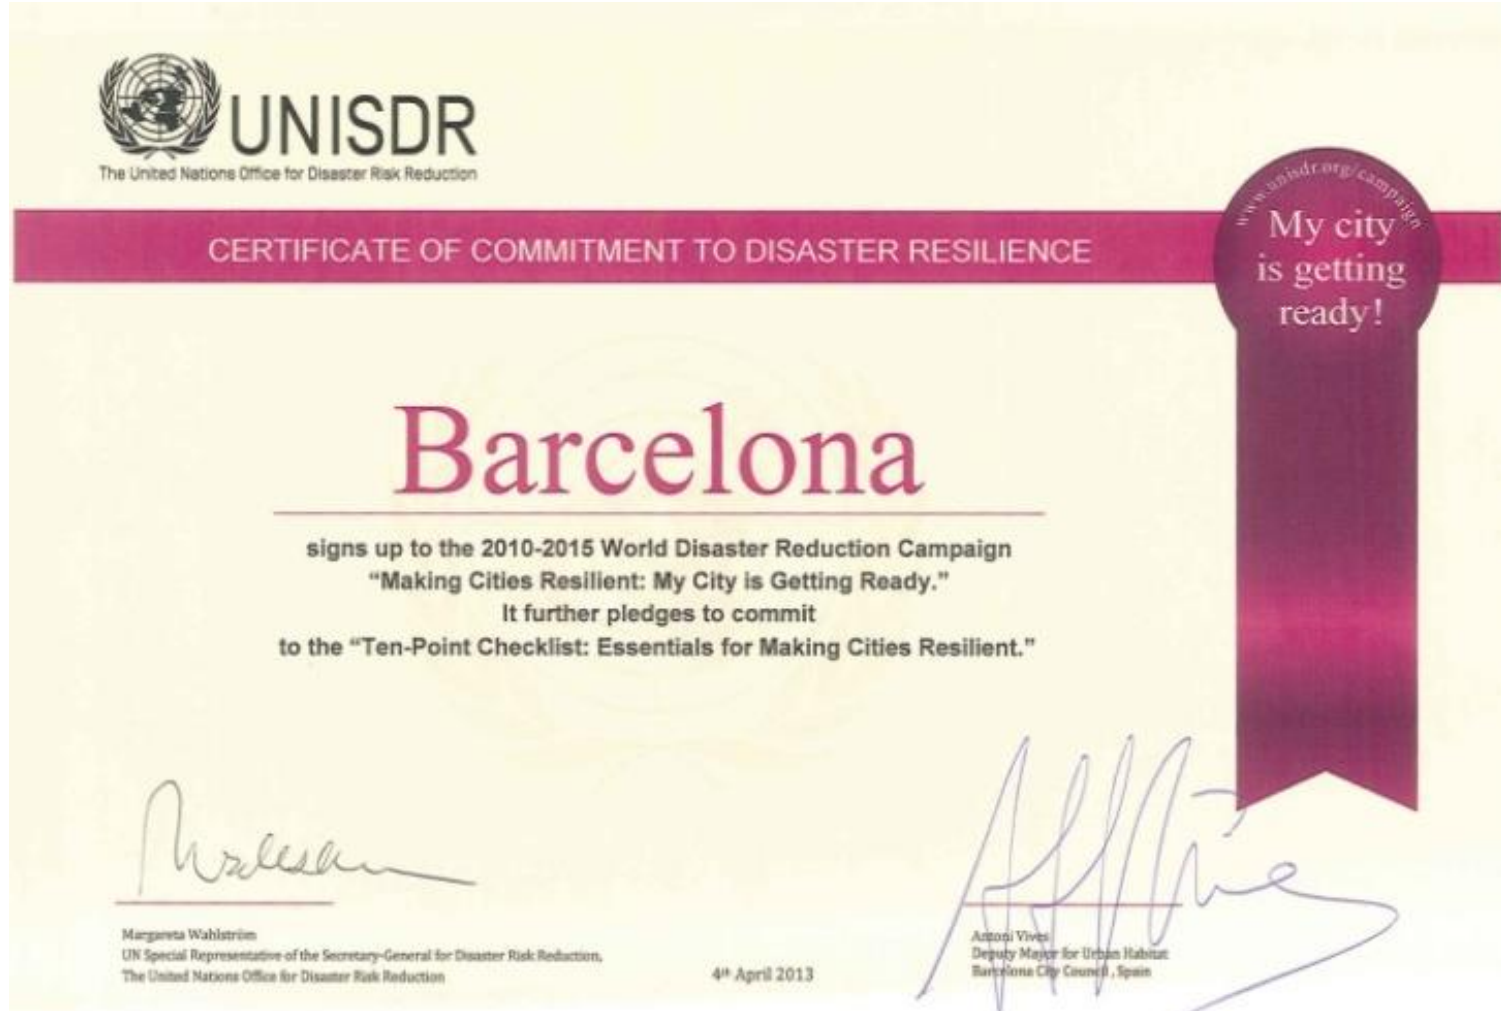 UNISDR
The United Nations Office for Disaster Risk Reduction
www.unisdr.org/campaign
My city
is getting
ready!
CERTIFICATE OF COMMITMENT TO DISASTER RESILIENCE
Barcelona
signs up to the 2010-2015 World Disaster Reduction Campaign
“Making Cities Resilient: My City is Getting Ready.”
It further pledges to commit
to the “Ten-Point Checklist: Essentials for Making Cities Resilient.”
Margareta Wahlström
UN Special Representative of the Secretary-General for Disaster Risk Reduction,
The United Nations Office for Disaster Risk Reduction
4th April 2013
Antoni Vives
Deputy Mayor for Urban Habitat
Barcelona City Council, Spain